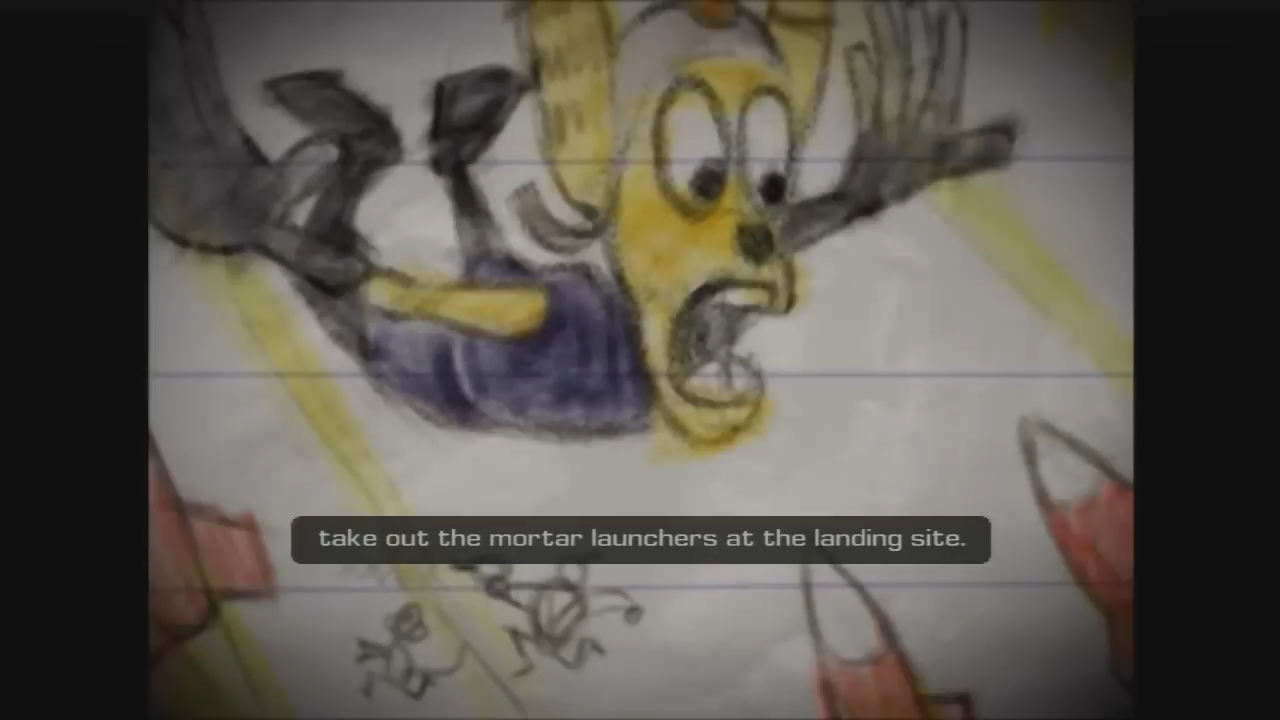 take out the mortar launchers at the landing site.